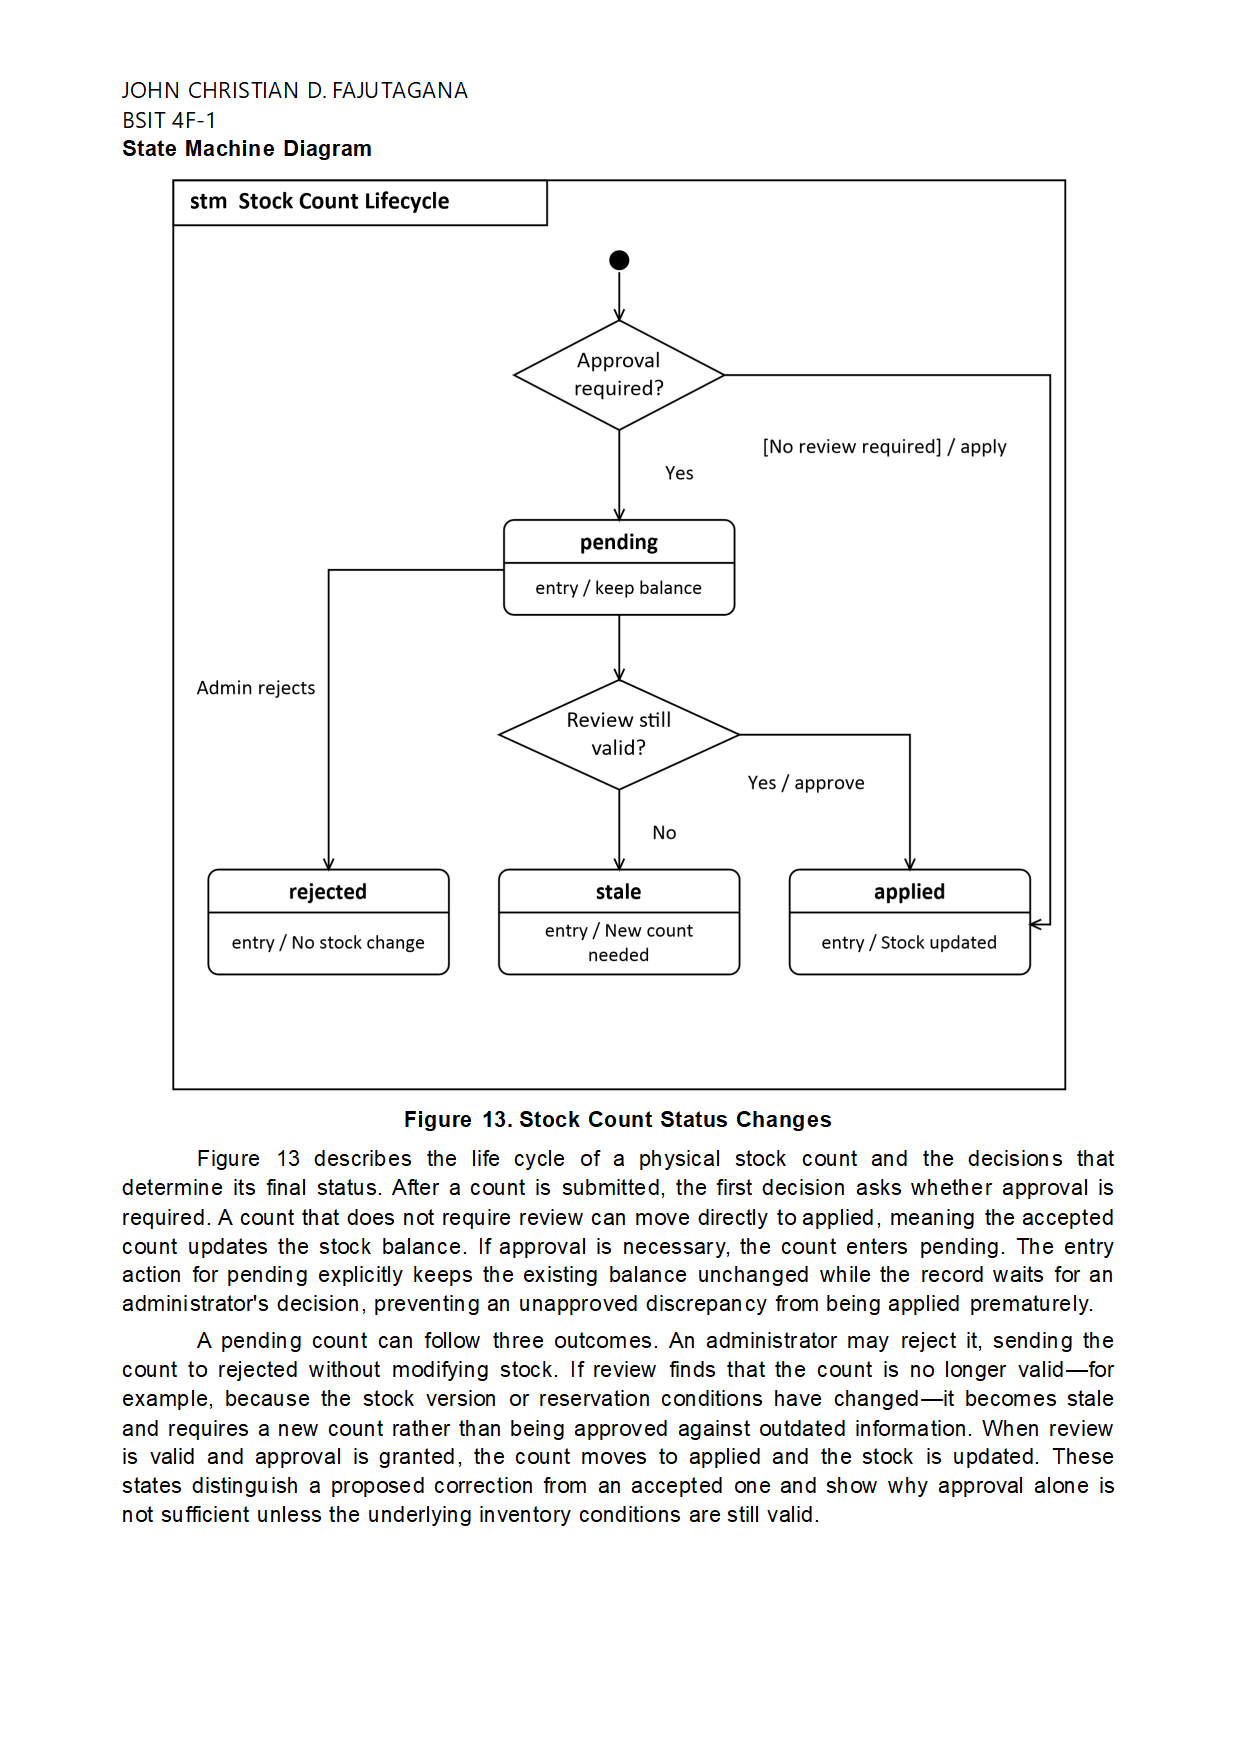 JOHN CHRISTIAN D. FAJUTAGANA
BSIT 4F-1
State Machine Diagram
stm Stock Count Lifecycle
Approval
required?
[No review required] / apply
Yes
pending
entry / keep balance
Admin rejects
Review still
valid?
Yes / approve
No
rejected
entry / No stock change
stale
entry / New count
needed
applied
entry / Stock updated
Figure 13. Stock Count Status Changes
Figure 13 describes the life cycle of a physical stock count and the decisions that
determine its final status. After a count is submitted, the first decision asks whether approval is
required. A count that does not require review can move directly to applied, meaning the accepted
count updates the stock balance. If approval is necessary, the count enters pending. The entry
action for pending explicitly keeps the existing balance unchanged while the record waits for an
administrator's decision, preventing an unapproved discrepancy from being applied prematurely.
A pending count can follow three outcomes. An administrator may reject it, sending the
count to rejected without modifying stock. If review finds that the count is no longer valid—for
example, because the stock version or reservation conditions have changed—it becomes stale
and requires a new count rather than being approved against outdated information. When review
is valid and approval is granted, the count moves to applied and the stock is updated. These
states distinguish a proposed correction from an accepted one and show why approval alone is
not sufficient unless the underlying inventory conditions are still valid.